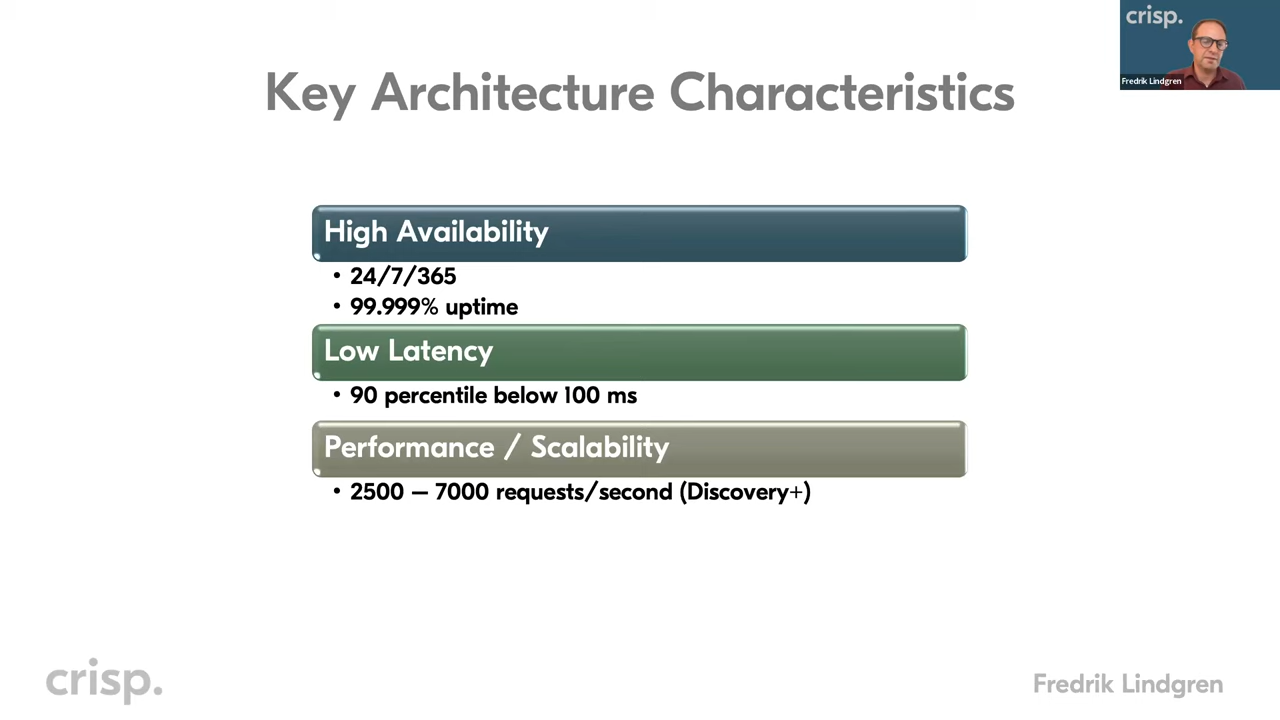 crisp.
Fredrik Lindgren
Key Architecture Characteristics
High Availability
• 24/7/365
• 99.999% uptime
Low Latency
• 90 percentile below 100 ms
Performance / Scalability
• 2500 – 7000 requests/second (Discovery+)
crisp.
Fredrik Lindgren